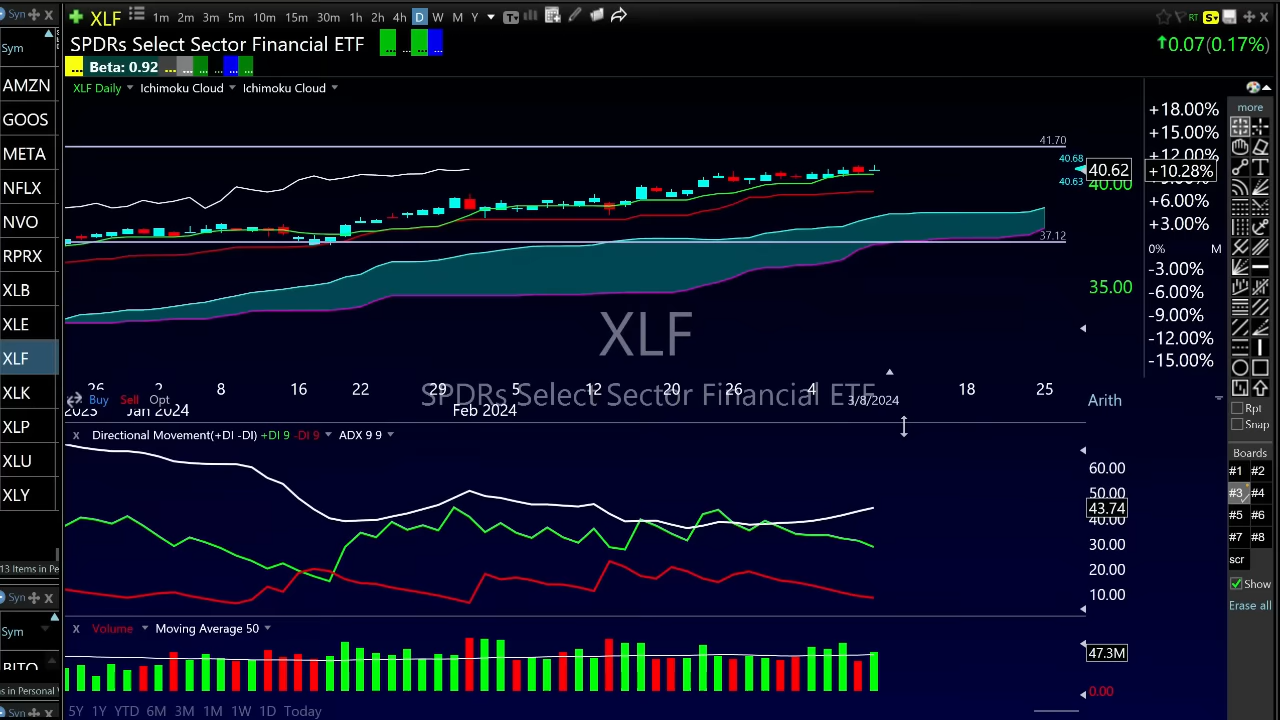 Syn
XLF 1m 2m 3m 5m 10m 15m 30m 1h 2h 4h D W M Y
RT S
Sym
SPDRs Select Sector Financial ETF
0.07(0.17%)
Beta: 0.92
XLF Daily Ichimoku Cloud Ichimoku Cloud
AMZN
GOOS
META
NFLX
NVO
RPRX
XLB
XLE
XLF
XLK
XLP
XLU
XLY
13 Items in Pe
Syn
Sym
BITO
s in Personal
Syn
41.70
40.68
40.62
40.63
40.00
37.12
35.00
+18.00%
+15.00%
+12.00%
+10.28%
+6.00%
+3.00%
0% M
-3.00%
-6.00%
-9.00%
-12.00%
-15.00%
XLF
SPDRs Select Sector Financial ETF
26 2 8 16 22 29 5 12 20 26 4 18 25
Buy Sell Opt
3/8/2024
2023 Jan 2024 Feb 2024
Arith
x Directional Movement(+DI -DI) +DI 9 -DI 9 ADX 9 9
60.00
50.00
43.74
40.00
30.00
20.00
10.00
x Volume Moving Average 50
47.3M
0.00
5Y 1Y YTD 6M 3M 1M 1W 1D Today
more
Rpt
Snap
Boards
#1 #2
#3 #4
#5 #6
#7 #8
scr
Show
Erase all